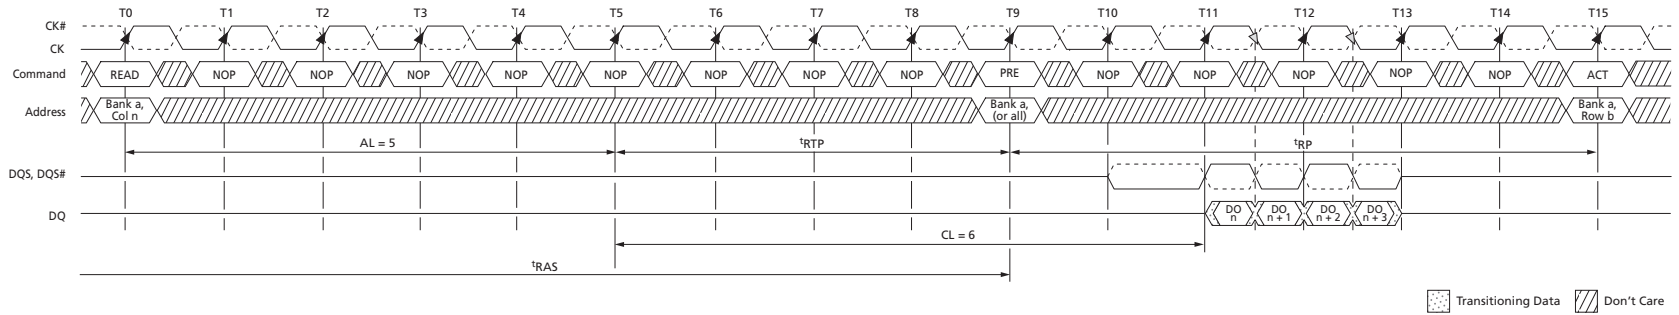 T0 T1 T2 T3 T4 T5 T6 T7 T8 T9 T10 T11 T12 T13 T14 T15
CK#
CK
Command READ NOP NOP NOP NOP NOP NOP NOP NOP PRE NOP NOP NOP NOP NOP ACT
Address Bank a, Col n Bank a, (or all) Bank a, Row b
AL = 5 tRTP tRP
DQS, DQS#
DQ DO n DO n + 1 DO n + 2 DO n + 3
CL = 6
tRAS
Transitioning Data Don't Care